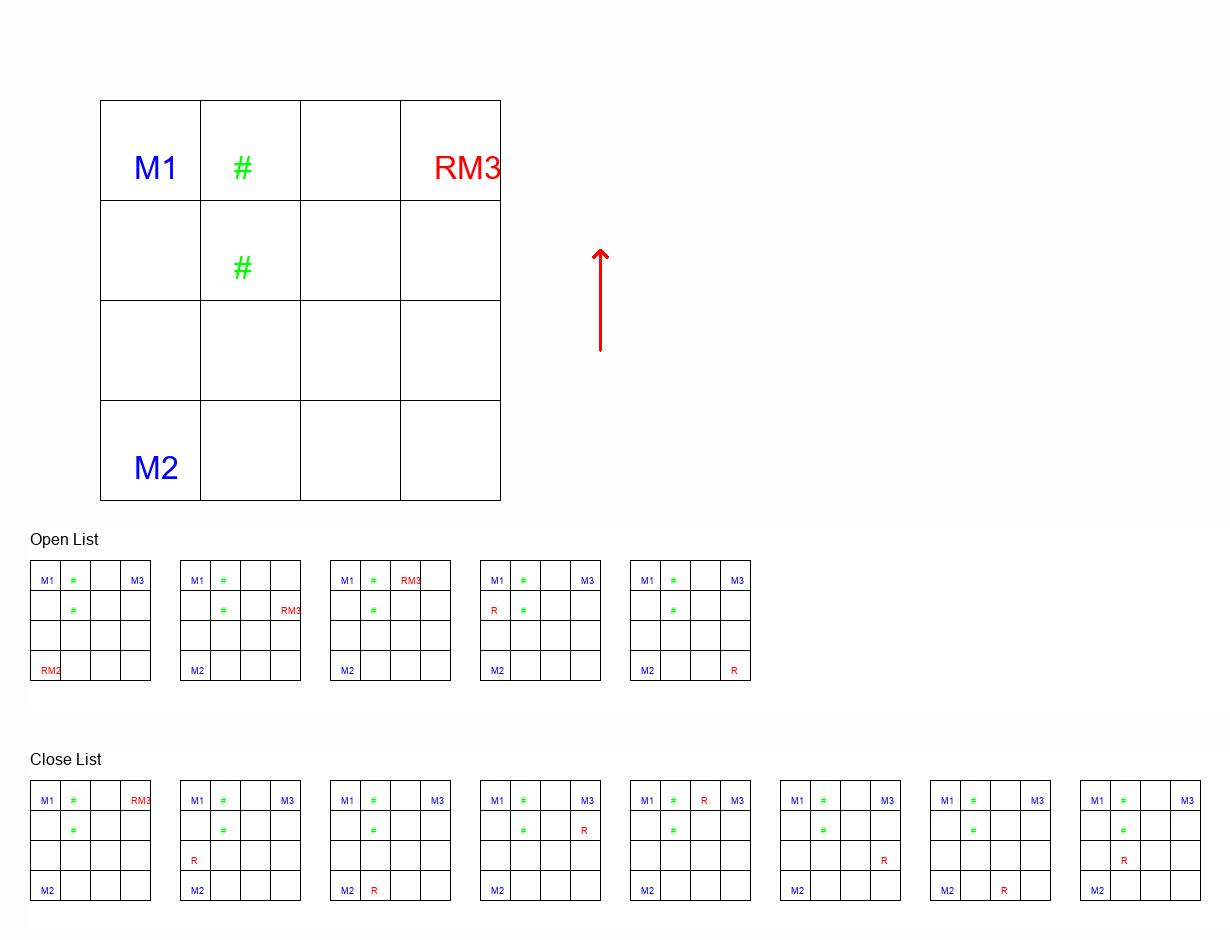 M1 # RM3
#
M2
Open List
M1 # M3 M1 # M1 # RM3 M1 # M3 M1 # M3
# # RM3 # R # #
RM2 M2 M2 M2 M2 R
Close List
M1 # RM3 M1 # M3 M1 # M3 M1 # M3 M1 # R M3 M1 # M3 M1 # M3 M1 # M3
# # # # R # # # #
R R R
M2 M2 M2 R M2 M2 M2 M2 R M2